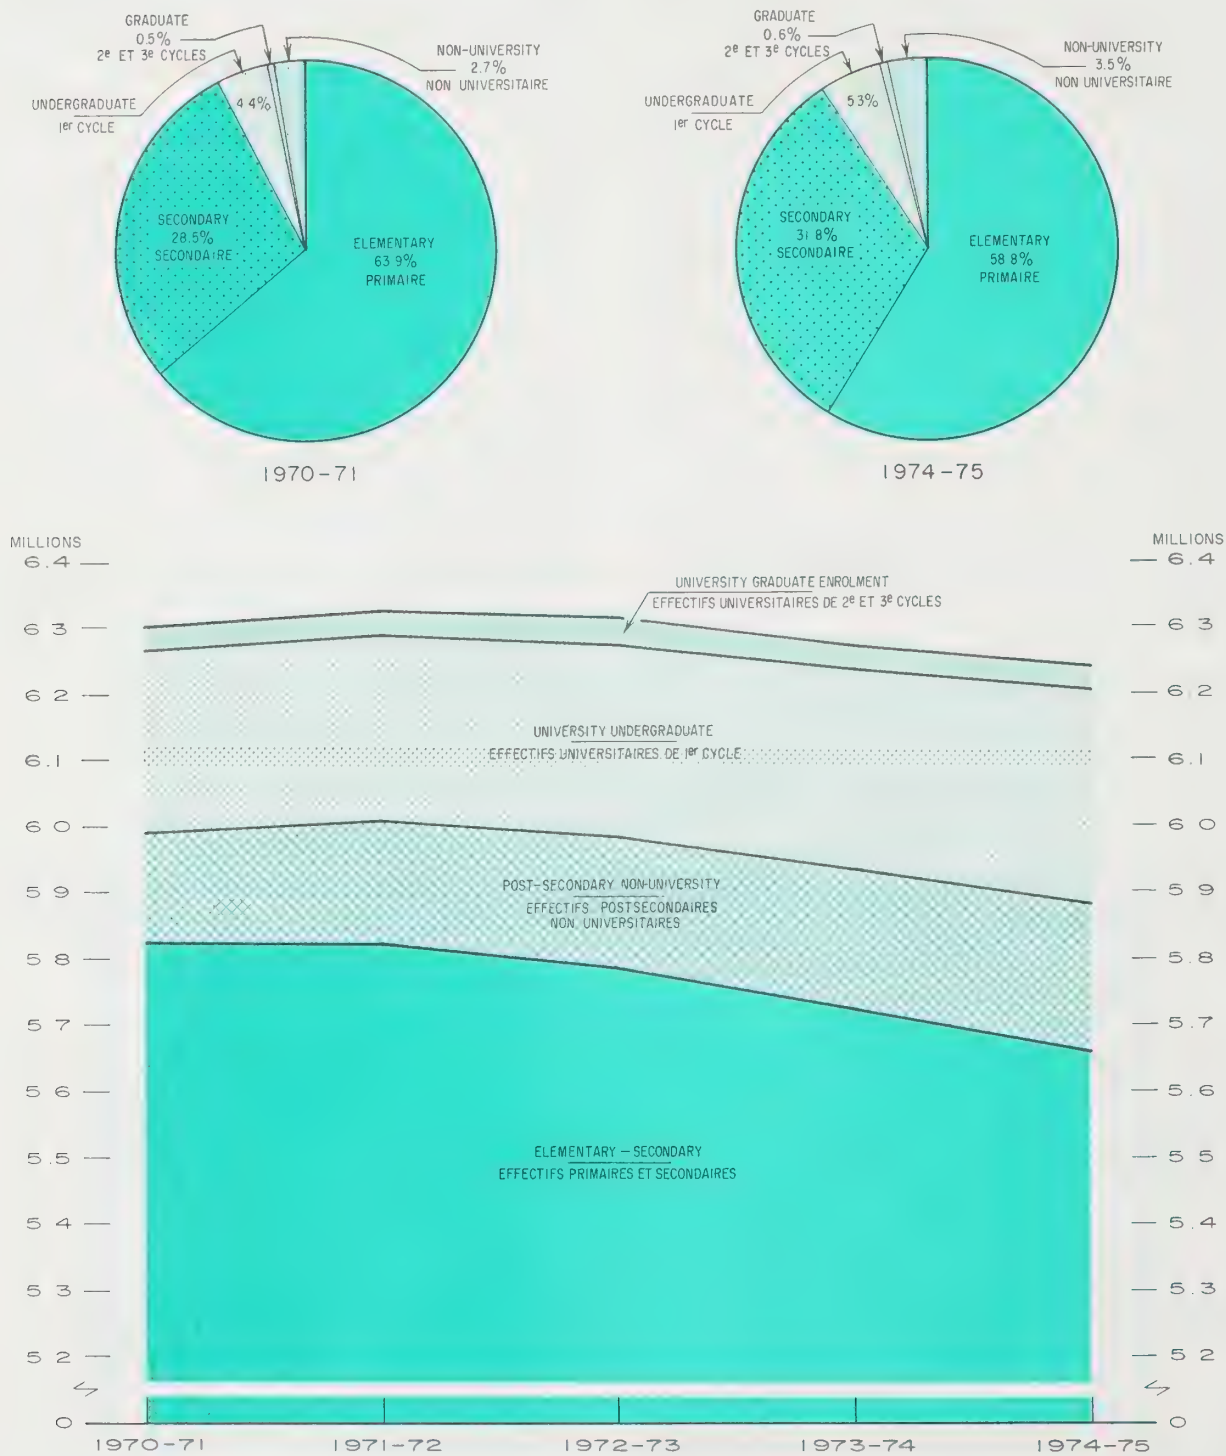 GRADUATE
0.5%
2e ET 3e CYCLES
NON-UNIVERSITY
2.7%
NON UNIVERSITAIRE
UNDERGRADUATE
1er CYCLE
4 4%
SECONDARY
28.5%
SECONDAIRE
ELEMENTARY
63 9%
PRIMAIRE
1970-71
GRADUATE
0.6%
2e ET 3e CYCLES
NON-UNIVERSITY
3.5%
NON UNIVERSITAIRE
UNDERGRADUATE
1er CYCLE
5 3%
SECONDARY
31 8%
SECONDAIRE
ELEMENTARY
58 8%
PRIMAIRE
1974-75
MILLIONS
6.4
6 3
6 2
6.1
6 0
5 9
5 8
5 7
5 6
5.5
5 4
5 3
5 2
0
UNIVERSITY GRADUATE ENROLMENT
EFFECTIFS UNIVERSITAIRES DE 2e ET 3e CYCLES
UNIVERSITY UNDERGRADUATE
EFFECTIFS UNIVERSITAIRES DE 1er CYCLE
POST-SECONDARY NON-UNIVERSITY
EFFECTIFS POSTSECONDAIRES
NON UNIVERSITAIRES
ELEMENTARY – SECONDARY
EFFECTIFS PRIMAIRES ET SECONDAIRES
MILLIONS
6.4
6.3
6.2
6.1
6 0
5.9
5.8
5.7
5.6
5 5
5.4
5.3
5 2
0
1970-71
1971-72
1972-73
1973-74
1974-75